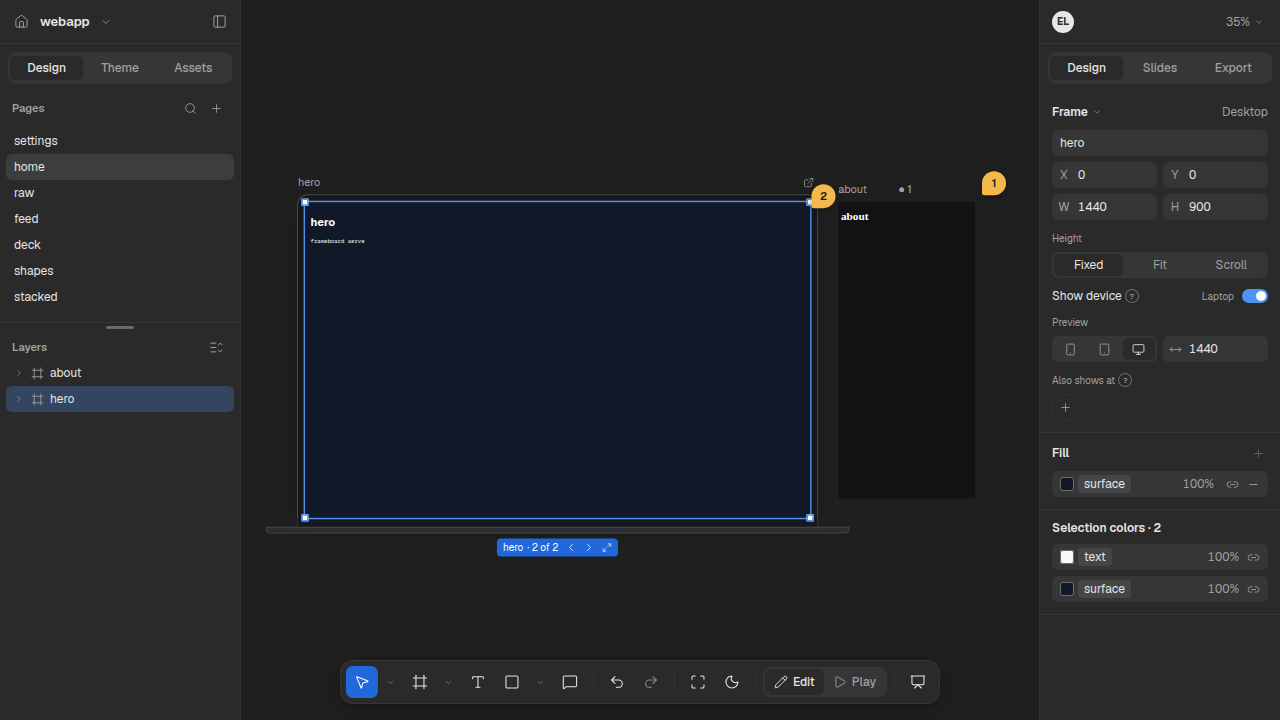 webapp
Design
Theme
Assets
Pages
settings
home
raw
feed
deck
shapes
stacked
Layers
about
hero
hero
2
about
1
1
hero
frameboard serve
about
hero · 2 of 2
Edit
Play
EL
35%
Design
Slides
Export
Frame
Desktop
hero
X 0
Y 0
W 1440
H 900
Height
Fixed
Fit
Scroll
Show device ?
Laptop
Preview
1440
Also shows at ?
Fill
surface
100%
Selection colors · 2
text
100%
surface
100%